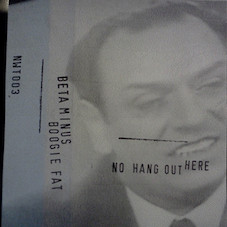 NWT003.
BETA MINUS
BOOGIE FAT
NO HANG OUT HERE